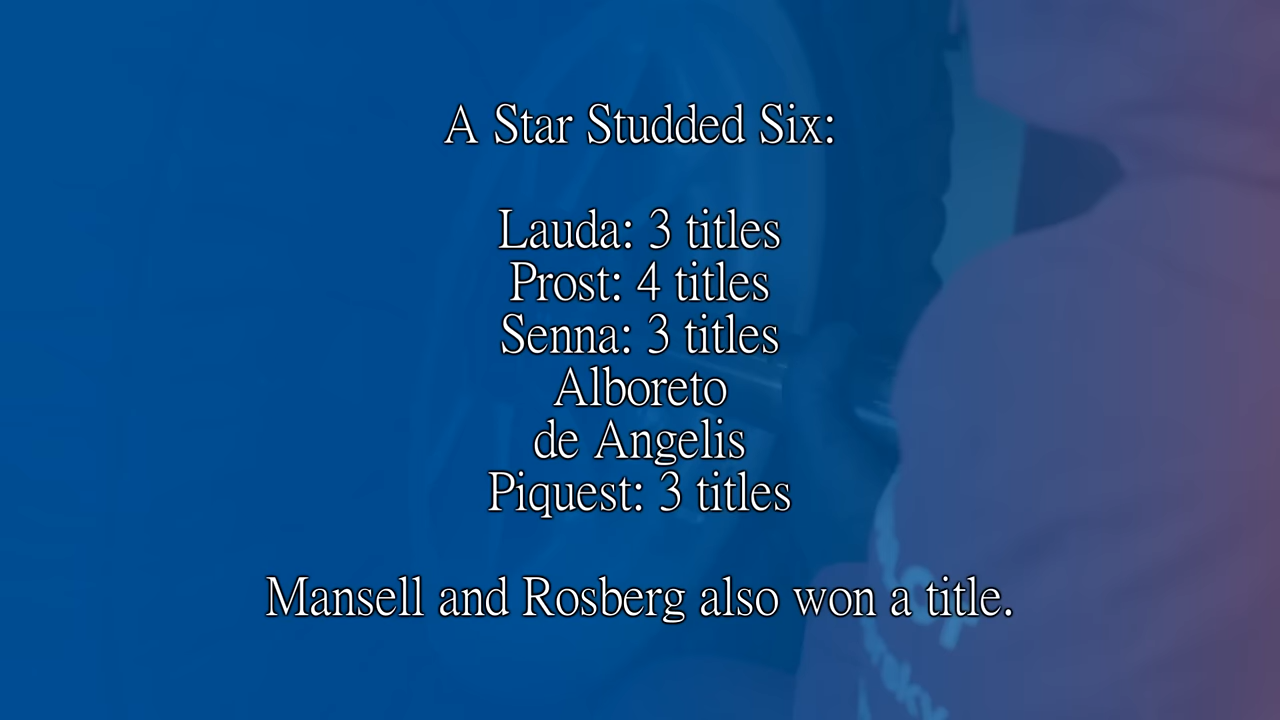 A Star Studded Six:
Lauda: 3 titles
Prost: 4 titles
Senna: 3 titles
Alboreto
de Angelis
Piquest: 3 titles
Mansell and Rosberg also won a title.